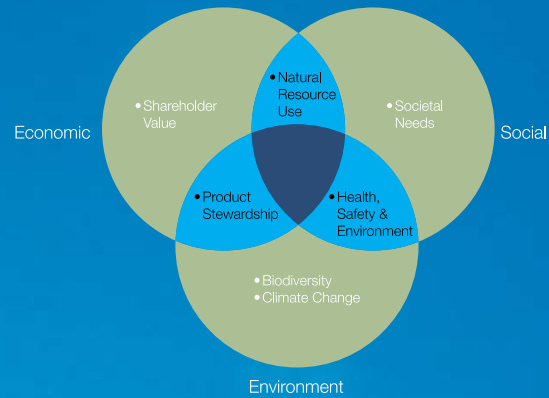 • Natural
Resource
Use
• Shareholder
Value
• Societal
Needs
Economic
Social
• Product
Stewardship
• Health,
Safety &
Environment
• Biodiversity
• Climate Change
Environment